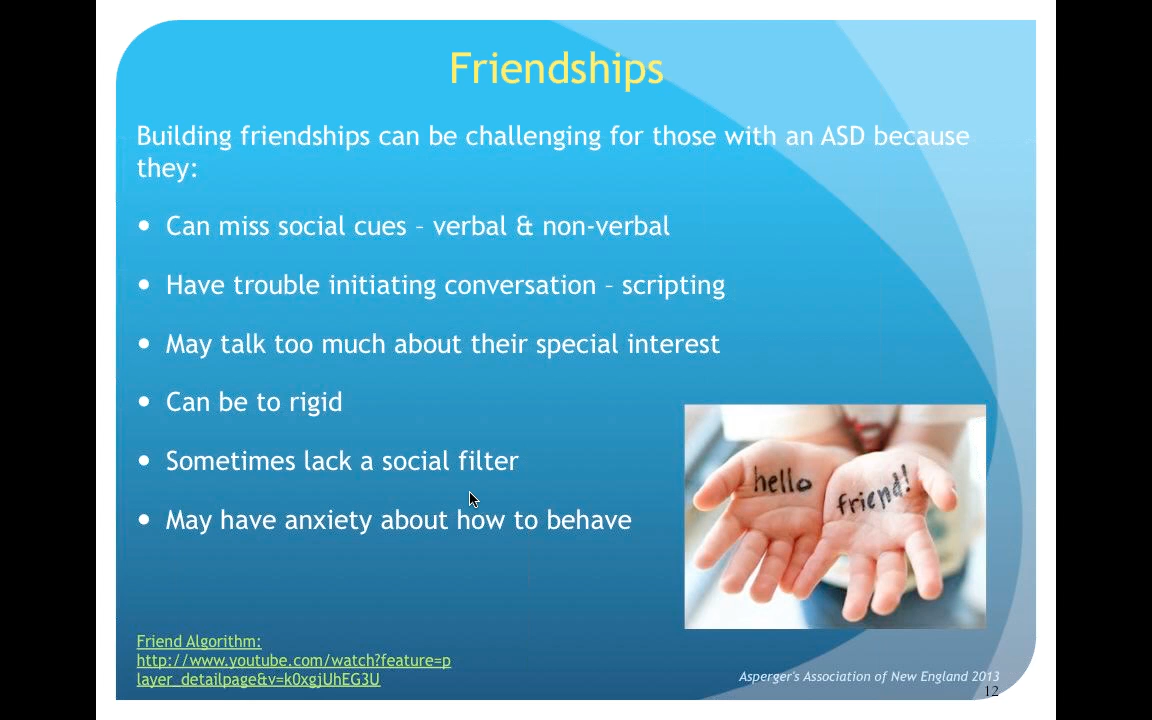 Friendships
Building friendships can be challenging for those with an ASD because
they:
• Can miss social cues – verbal & non-verbal
• Have trouble initiating conversation – scripting
• May talk too much about their special interest
• Can be to rigid
• Sometimes lack a social filter
• May have anxiety about how to behave
hello
friend!
Friend Algorithm:
http://www.youtube.com/watch?feature=p
layer_detailpage&v=k0xgjUhEG3U
Asperger's Association of New England 2013
12